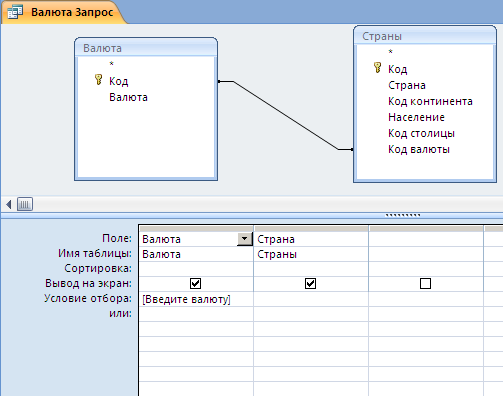 Валюта Запрос
Валюта
*
Код
Валюта
Страны
*
Код
Страна
Код континента
Население
Код столицы
Код валюты
Поле: Валюта Страна
Имя таблицы: Валюта Страны
Сортировка:
Вывод на экран:
Условие отбора: [Введите валюту]
или: